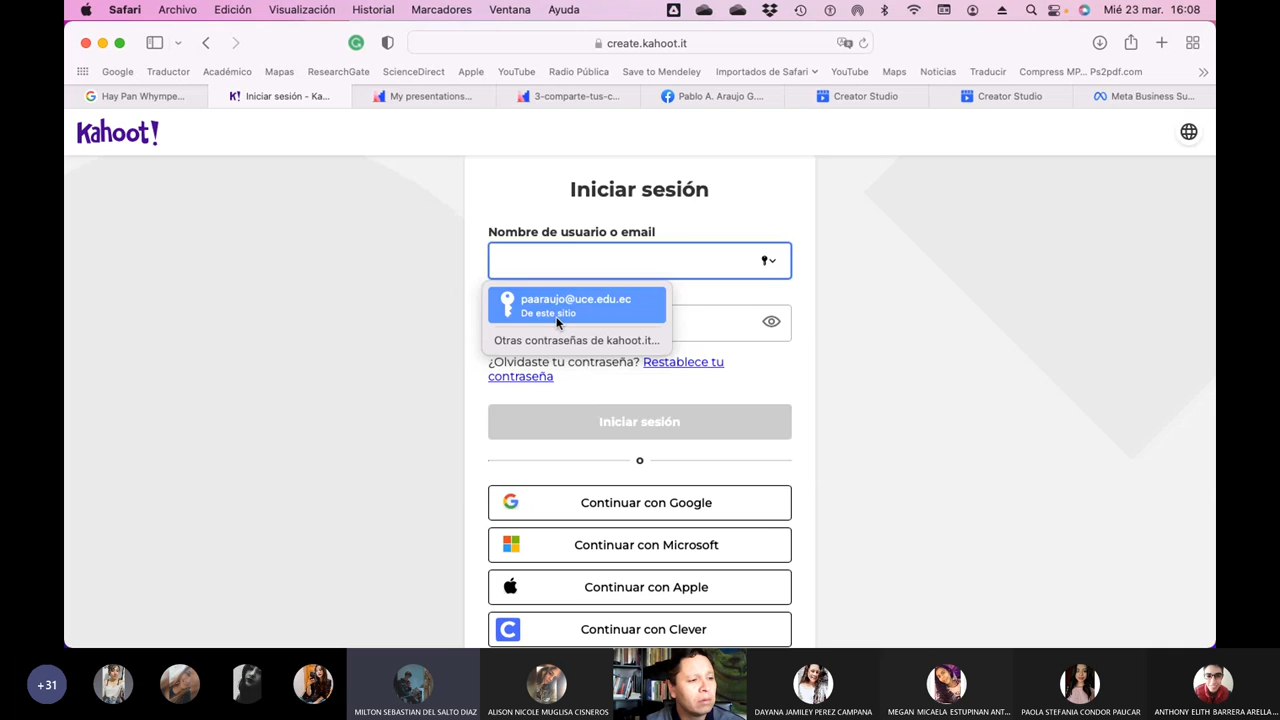 Safari Archivo Edición Visualización Historial Marcadores Ventana Ayuda Mié 23 mar. 16:08
create.kahoot.it
Google Traductor Académico Mapas ResearchGate ScienceDirect Apple YouTube Radio Pública Save to Mendeley Importados de Safari YouTube Maps Noticias Traducir Compress MP... Ps2pdf.com
Hay Pan Whympe... K! Iniciar sesión - Ka... My presentations... 3-comparte-tus-c... Pablo A. Araujo G.... Creator Studio Creator Studio Meta Business Su...
Kahoot!
Iniciar sesión
Nombre de usuario o email
paaraujo@uce.edu.ec
De este sitio
Otras contraseñas de kahoot.it...
¿Olvidaste tu contraseña? Restablece tu
contraseña
Iniciar sesión
o
Continuar con Google
Continuar con Microsoft
Continuar con Apple
C Continuar con Clever
+31
MILTON SEBASTIAN DEL SALTO DIAZ ALISON NICOLE MUGLISA CISNEROS DAYANA JAMILEY PEREZ CAMPANA MEGAN MICAELA ESTUPINAN ANT... PAOLA STEFANIA CONDOR PAUCAR ANTHONY ELITH BARRERA ARELLA...